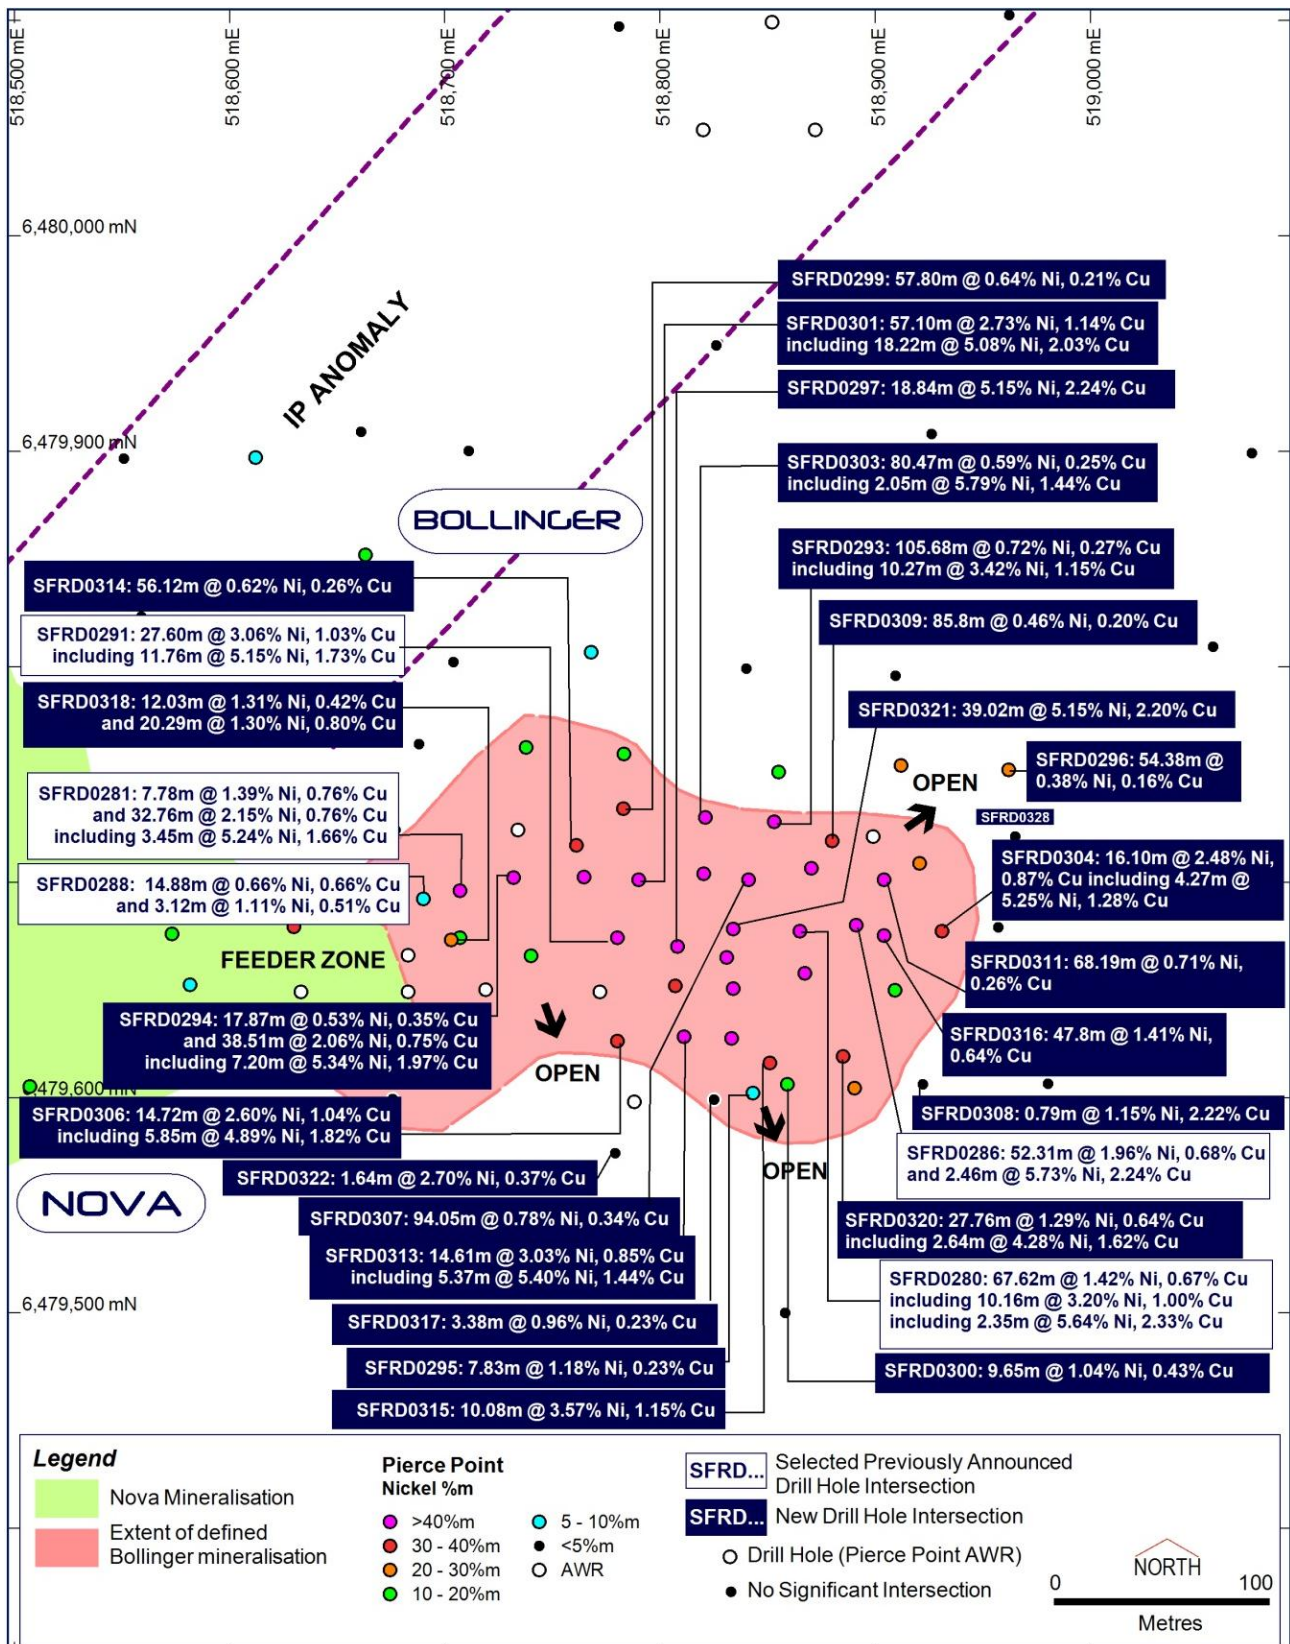 518,500 mE
518,600 mE
518,700 mE
518,800 mE
518,900 mE
519,000 mE
6,480,000 mN
SFRD0299: 57.80m @ 0.64% Ni, 0.21% Cu
SFRD0301: 57.10m @ 2.73% Ni, 1.14% Cu
including 18.22m @ 5.08% Ni, 2.03% Cu
IP ANOMALY
SFRD0297: 18.84m @ 5.15% Ni, 2.24% Cu
6,479,900 mN
SFRD0303: 80.47m @ 0.59% Ni, 0.25% Cu
including 2.05m @ 5.79% Ni, 1.44% Cu
BOLLINGER
SFRD0293: 105.68m @ 0.72% Ni, 0.27% Cu
including 10.27m @ 3.42% Ni, 1.15% Cu
SFRD0314: 56.12m @ 0.62% Ni, 0.26% Cu
SFRD0309: 85.8m @ 0.46% Ni, 0.20% Cu
SFRD0291: 27.60m @ 3.06% Ni, 1.03% Cu
including 11.76m @ 5.15% Ni, 1.73% Cu
SFRD0318: 12.03m @ 1.31% Ni, 0.42% Cu
and 20.29m @ 1.30% Ni, 0.80% Cu
SFRD0321: 39.02m @ 5.15% Ni, 2.20% Cu
SFRD0296: 54.38m @
0.38% Ni, 0.16% Cu
OPEN
SFRD0281: 7.78m @ 1.39% Ni, 0.76% Cu
and 32.76m @ 2.15% Ni, 0.76% Cu
including 3.45m @ 5.24% Ni, 1.66% Cu
SFRD0328
SFRD0304: 16.10m @ 2.48% Ni,
0.87% Cu including 4.27m @
5.25% Ni, 1.28% Cu
SFRD0288: 14.88m @ 0.66% Ni, 0.66% Cu
and 3.12m @ 1.11% Ni, 0.51% Cu
FEEDER ZONE
SFRD0311: 68.19m @ 0.71% Ni,
0.26% Cu
SFRD0294: 17.87m @ 0.53% Ni, 0.35% Cu
and 38.51m @ 2.06% Ni, 0.75% Cu
including 7.20m @ 5.34% Ni, 1.97% Cu
SFRD0316: 47.8m @ 1.41% Ni,
0.64% Cu
OPEN
479,600 mN
SFRD0306: 14.72m @ 2.60% Ni, 1.04% Cu
including 5.85m @ 4.89% Ni, 1.82% Cu
SFRD0308: 0.79m @ 1.15% Ni, 2.22% Cu
SFRD0286: 52.31m @ 1.96% Ni, 0.68% Cu
and 2.46m @ 5.73% Ni, 2.24% Cu
OPEN
SFRD0322: 1.64m @ 2.70% Ni, 0.37% Cu
NOVA
SFRD0307: 94.05m @ 0.78% Ni, 0.34% Cu
SFRD0320: 27.76m @ 1.29% Ni, 0.64% Cu
including 2.64m @ 4.28% Ni, 1.62% Cu
SFRD0313: 14.61m @ 3.03% Ni, 0.85% Cu
including 5.37m @ 5.40% Ni, 1.44% Cu
SFRD0280: 67.62m @ 1.42% Ni, 0.67% Cu
including 10.16m @ 3.20% Ni, 1.00% Cu
including 2.35m @ 5.64% Ni, 2.33% Cu
6,479,500 mN
SFRD0317: 3.38m @ 0.96% Ni, 0.23% Cu
SFRD0295: 7.83m @ 1.18% Ni, 0.23% Cu
SFRD0300: 9.65m @ 1.04% Ni, 0.43% Cu
SFRD0315: 10.08m @ 3.57% Ni, 1.15% Cu
Legend
Nova Mineralisation
Extent of defined
Bollinger mineralisation
Pierce Point
Nickel %m
>40%m
30 - 40%m
20 - 30%m
10 - 20%m
5 - 10%m
<5%m
AWR
SFRD... Selected Previously Announced
Drill Hole Intersection
SFRD... New Drill Hole Intersection
Drill Hole (Pierce Point AWR)
No Significant Intersection
NORTH
0 100
Metres